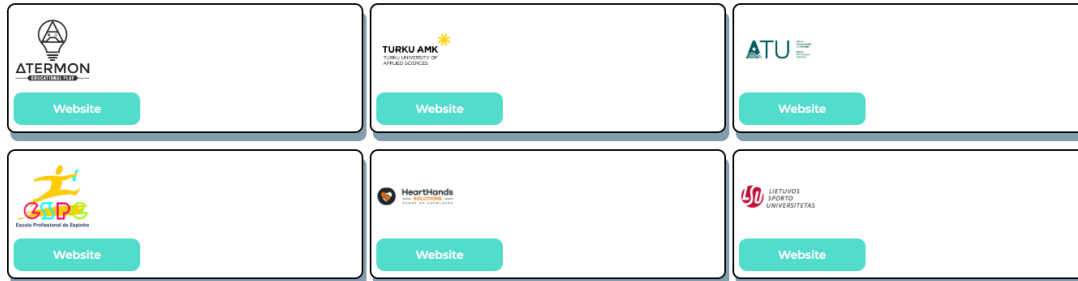 ATERMON
EDUCATIONAL PLAY
Website
TURKU AMK
TURKU UNIVERSITY OF
APPLIED SCIENCES
Website
ATU
Website
ESPE
Escola Profissional de Espinho
Website
HeartHands
SOLUTIONS
Website
LSU
LIETUVOS
SPORTO
UNIVERSITETAS
Website